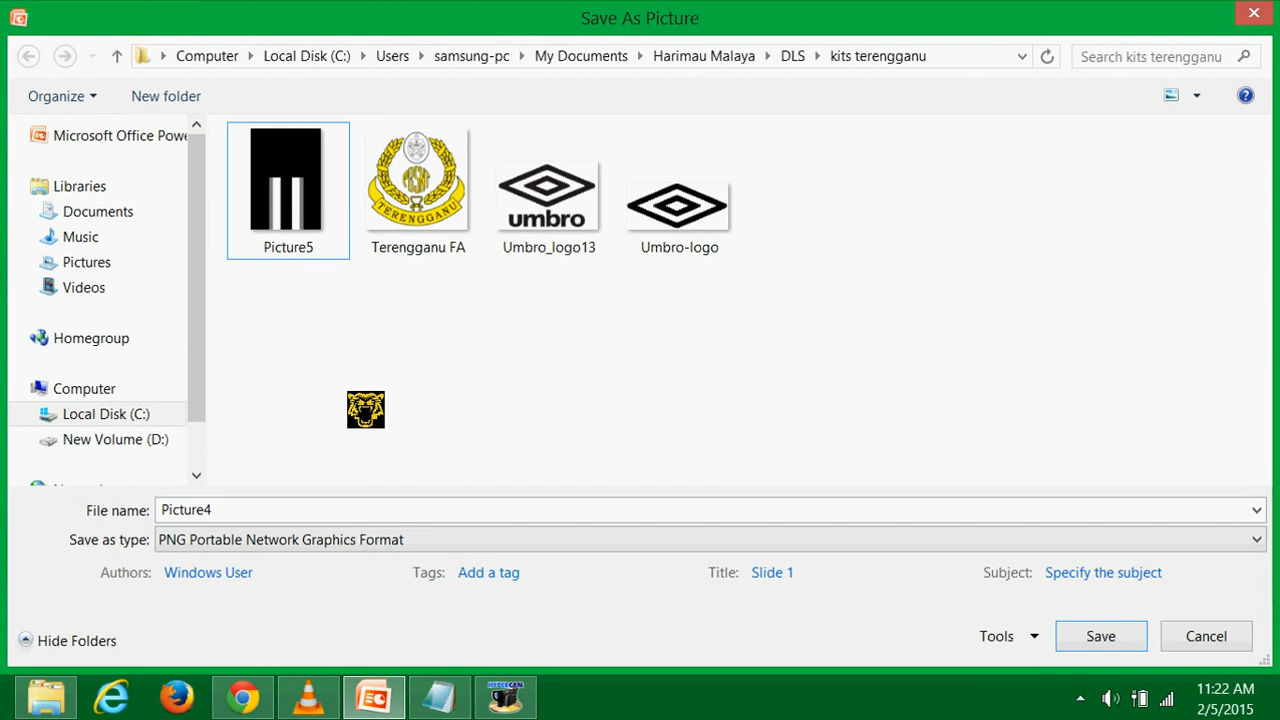 Save As Picture
Computer Local Disk (C:) Users samsung-pc My Documents Harimau Malaya DLS kits terengganu
Search kits terengganu
Organize New folder
Microsoft Office Powe
Libraries
Documents
Music
Pictures
Videos
Homegroup
Computer
Local Disk (C:)
New Volume (D:)
TERENGGANU
umbro
Picture5 Terengganu FA Umbro_logo13 Umbro-logo
File name: Picture4
Save as type: PNG Portable Network Graphics Format
Authors: Windows User Tags: Add a tag Title: Slide 1 Subject: Specify the subject
Hide Folders Tools Save Cancel
11:22 AM
2/5/2015